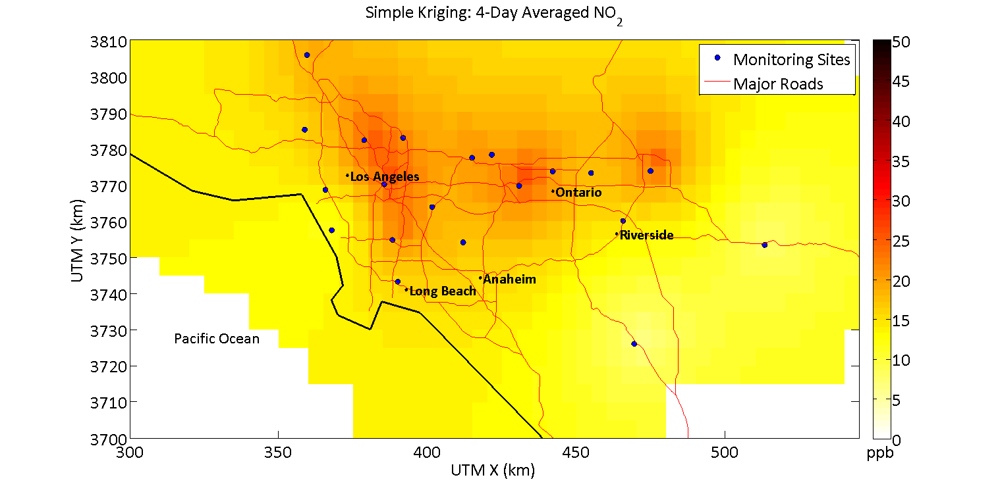 Simple Kriging: 4-Day Averaged NO2
3810
3800
3790
3780
3770
3760
3750
3740
3730
3720
3710
3700
UTM Y (km)
300
350
400
450
500
UTM X (km)
Monitoring Sites
Major Roads
Los Angeles
Ontario
Riverside
Anaheim
Long Beach
Pacific Ocean
50
45
40
35
30
25
20
15
10
5
0
ppb